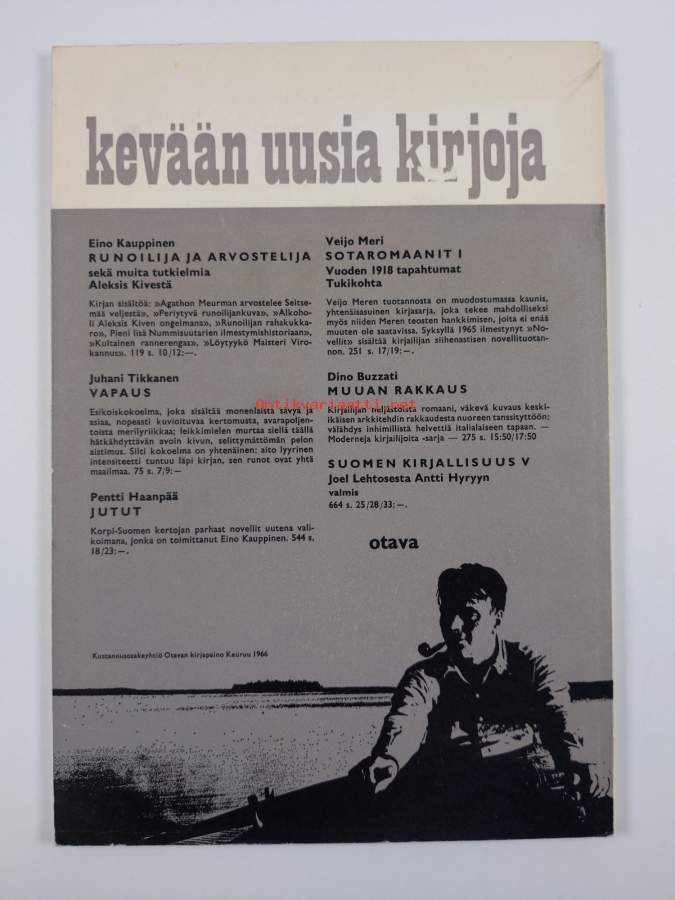 kevään uusia kirjoja
Eino Kauppinen
RUNOILIJA JA ARVOSTELIJA
sekä muita tutkielmia
Aleksis Kivestä
Kirjan sisältöä: »Agathon Meurman arvostelee Seitse-
mää veljestä», »Periytyvä runoilijankuva», »Alkoho-
li Aleksis Kiven ongelmana», »Runoilijan rahakukka-
ro», Pieni lisä Nummisuutarien ilmestymishistoriaan»,
»Kultainen rannerengas», »Löytyykö Maisteri Viro-
kannus». 119 s. 10/12:—.
Juhani Tikkanen
VAPAUS
Esikoiskokoelma, joka sisältää monenlaista sävyä ja
asiaa, nopeasti kuvioituvaa kertomusta, avarapoljen-
toista merilyriikkaa; leikkimielen murtaa siellä täällä
hätkähdyttävän avoin kivun, selittymättömän pelon
aistimus. Silti kokoelma on yhtenäinen: aito lyyrinen
intensiteetti tuntuu läpi kirjan, sen runot ovat yhtä
maailmaa. 75 s. 7/9:—
Pentti Haanpää
JUTUT
Korpi-Suomen kertojan parhaat novellit uutena vali-
koimana, jonka on toimittanut Eino Kauppinen. 544 s.
18/23:—.
Veijo Meri
SOTAROMAANIT I
Vuoden 1918 tapahtumat
Tukikohta
Veijo Meren tuotannosta on muodostumassa kaunis,
yhtenäisasuinen kirjasarja, joka tekee mahdolliseksi
myös niiden Meren teosten hankkimisen, joita ei enää
muuten ole saatavissa. Syksyllä 1965 ilmestynyt »No-
vellit» sisältää kirjailijan siihenastisen novellituotan-
non. 251 s. 17/19:—.
Dino Buzzati
MUUAN RAKKAUS
Kirjailijan neljästoista romaani, väkevä kuvaus keski-
ikäisen arkkitehdin rakkaudesta nuoreen tanssityttöön:
välähdys inhimillistä helvettiä italialaiseen tapaan. —
Moderneja kirjailijoita -sarja — 275 s. 15:50/17:50
SUOMEN KIRJALLISUUS V
Joel Lehtosesta Antti Hyryyn
valmis
664 s. 25/28/33:—.
otava
Kustannusosakeyhtiö Otavan kirjapaino Keuruu 1966
Antikvariaatti.net